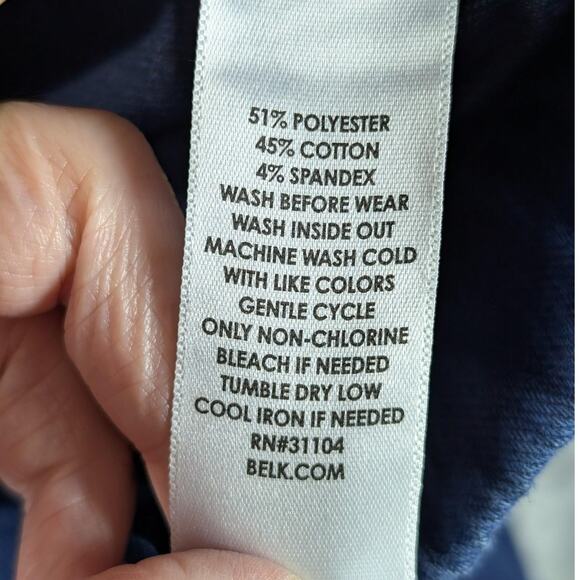 51% POLYESTER
45% COTTON
4% SPANDEX
WASH BEFORE WEAR
WASH INSIDE OUT
MACHINE WASH COLD
WITH LIKE COLORS
GENTLE CYCLE
ONLY NON-CHLORINE
BLEACH IF NEEDED
TUMBLE DRY LOW
COOL IRON IF NEEDED
RN#31104
BELK.COM